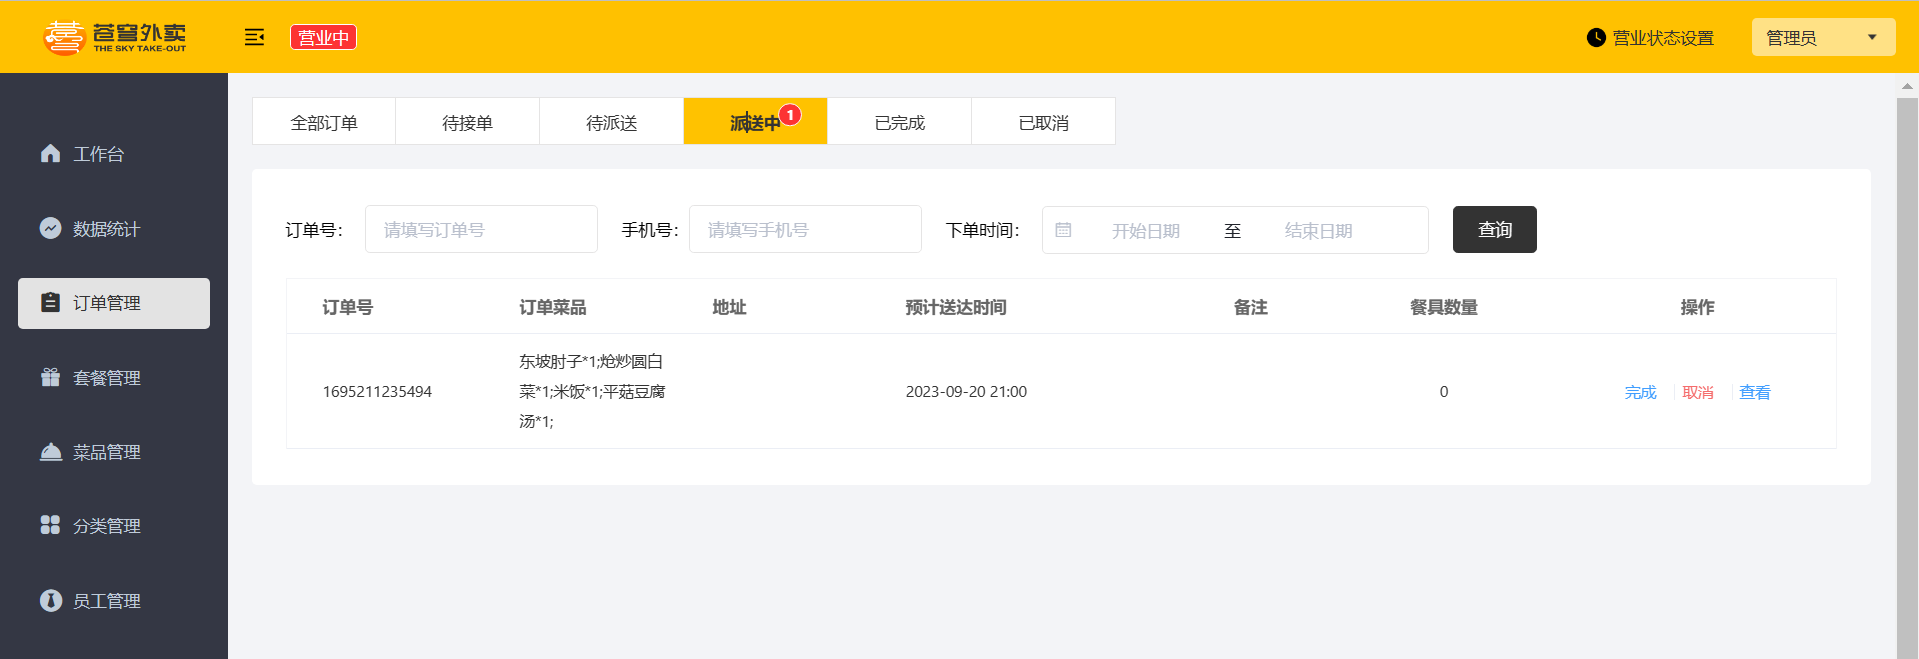 苍穹外卖
THE SKY TAKE-OUT
营业中
营业状态设置
管理员
工作台
数据统计
订单管理
套餐管理
菜品管理
分类管理
员工管理
全部订单
待接单
待派送
派送中
1
已完成
已取消
订单号：
请填写订单号
手机号：
请填写手机号
下单时间：
开始日期
至
结束日期
查询
订单号
订单菜品
地址
预计送达时间
备注
餐具数量
操作
1695211235494
东坡肘子*1;炝炒圆白
菜*1;米饭*1;平菇豆腐
汤*1;
2023-09-20 21:00
0
完成
取消
查看